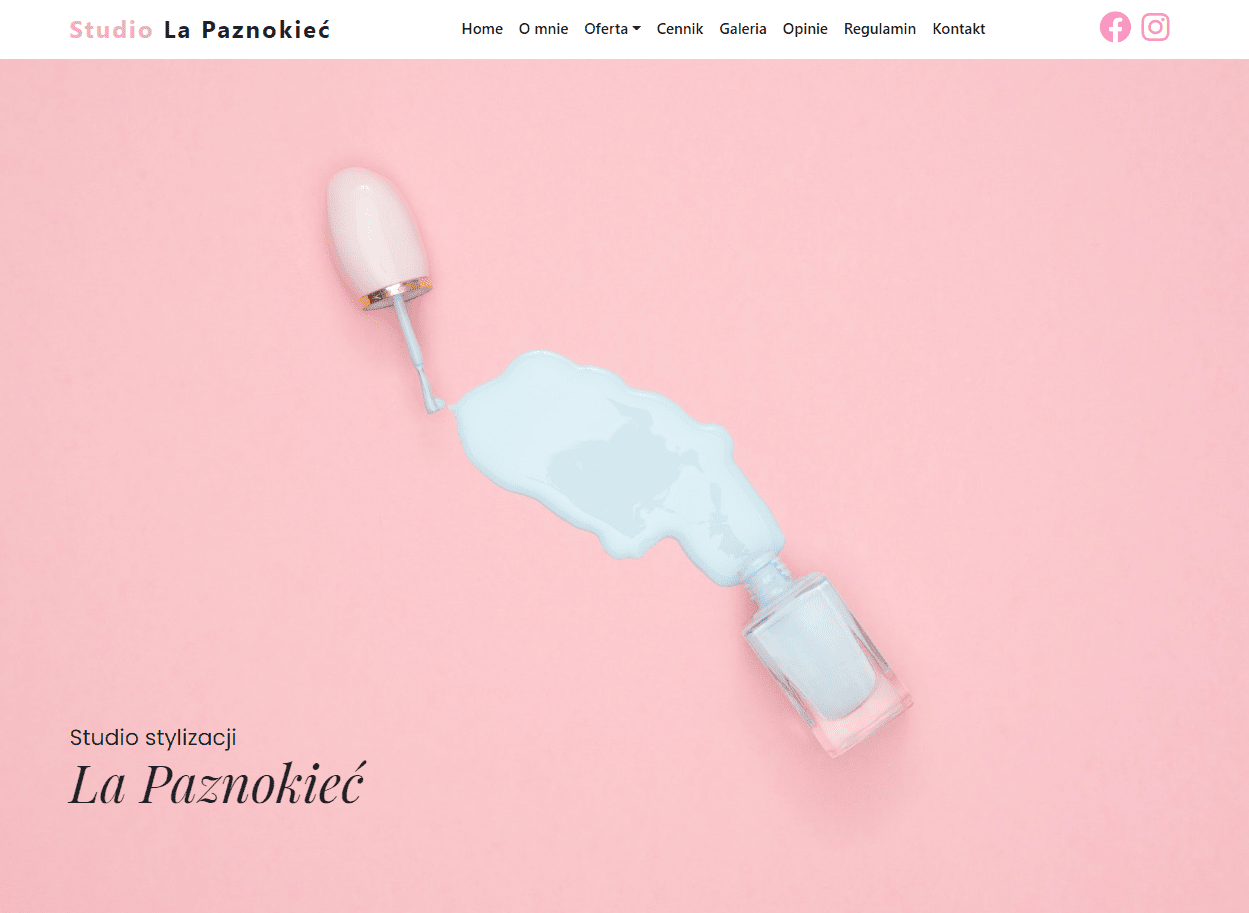 Studio La Paznokieć
Home O mnie Oferta Cennik Galeria Opinie Regulamin Kontakt
Studio stylizacji
La Paznokieć